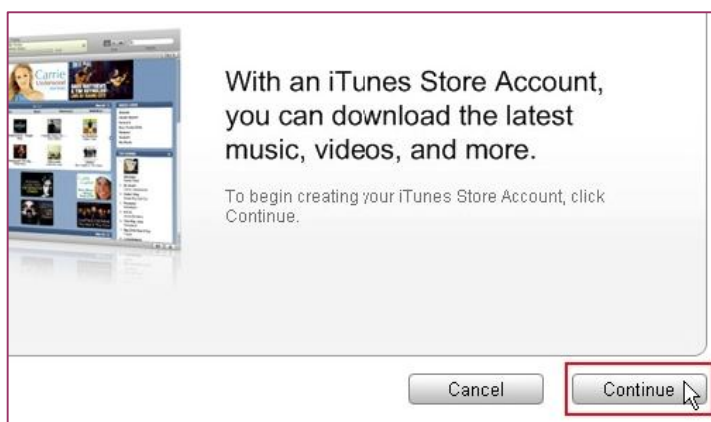 Carrie
Underwood
With an iTunes Store Account,
you can download the latest
music, videos, and more.
To begin creating your iTunes Store Account, click
Continue.
Cancel
Continue